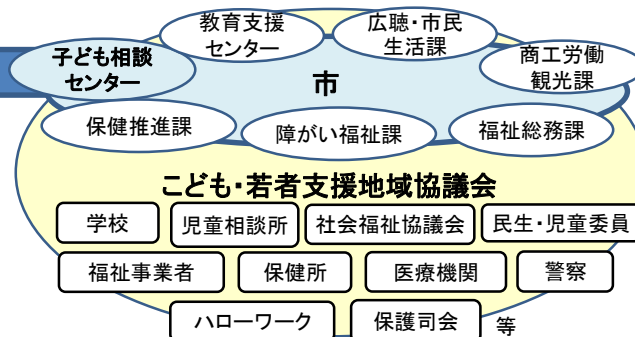 教育支援
センター
広聴・市民
生活課
子ども相談
センター
市
商工労働
観光課
保健推進課
障がい福祉課
福祉総務課
こども・若者支援地域協議会
学校
児童相談所
社会福祉協議会
民生・児童委員
福祉事業者
保健所
医療機関
警察
ハローワーク
保護司会
等